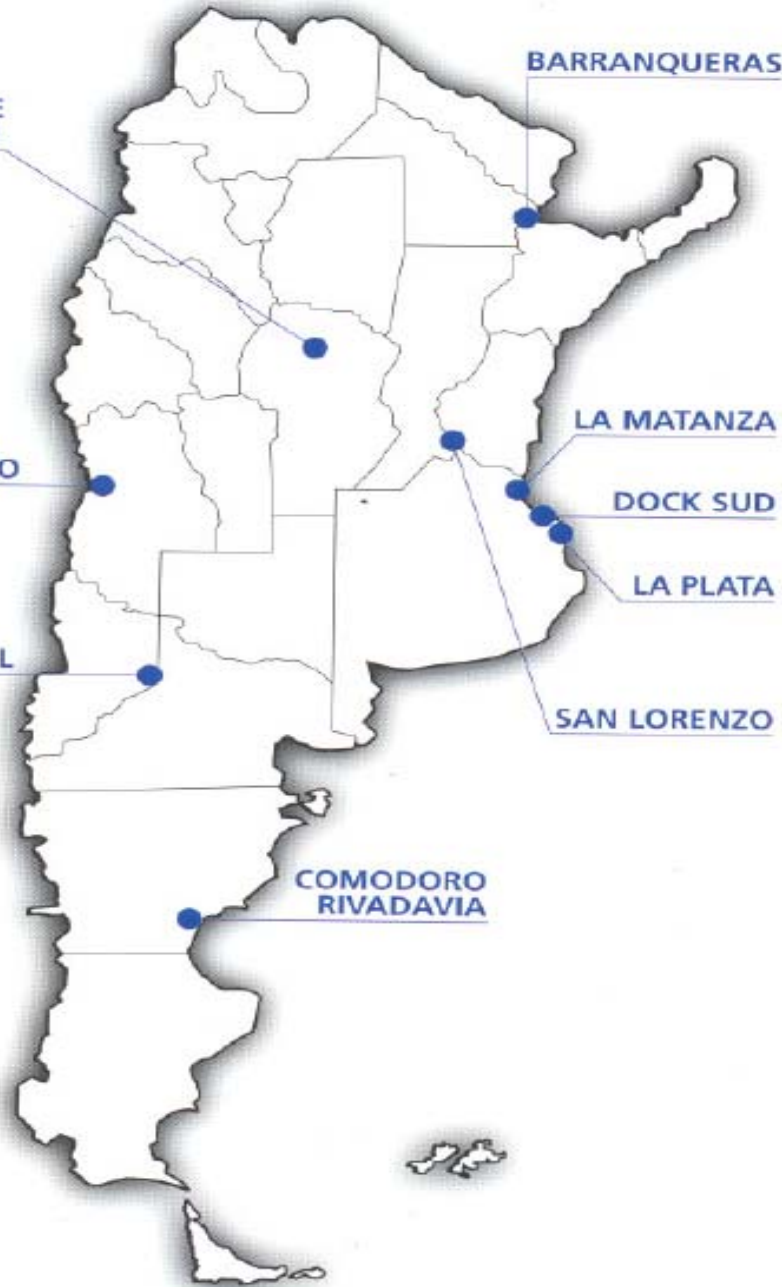 BARRANQUERAS
LA MATANZA
DOCK SUD
LA PLATA
SAN LORENZO
COMODORO
RIVADAVIA